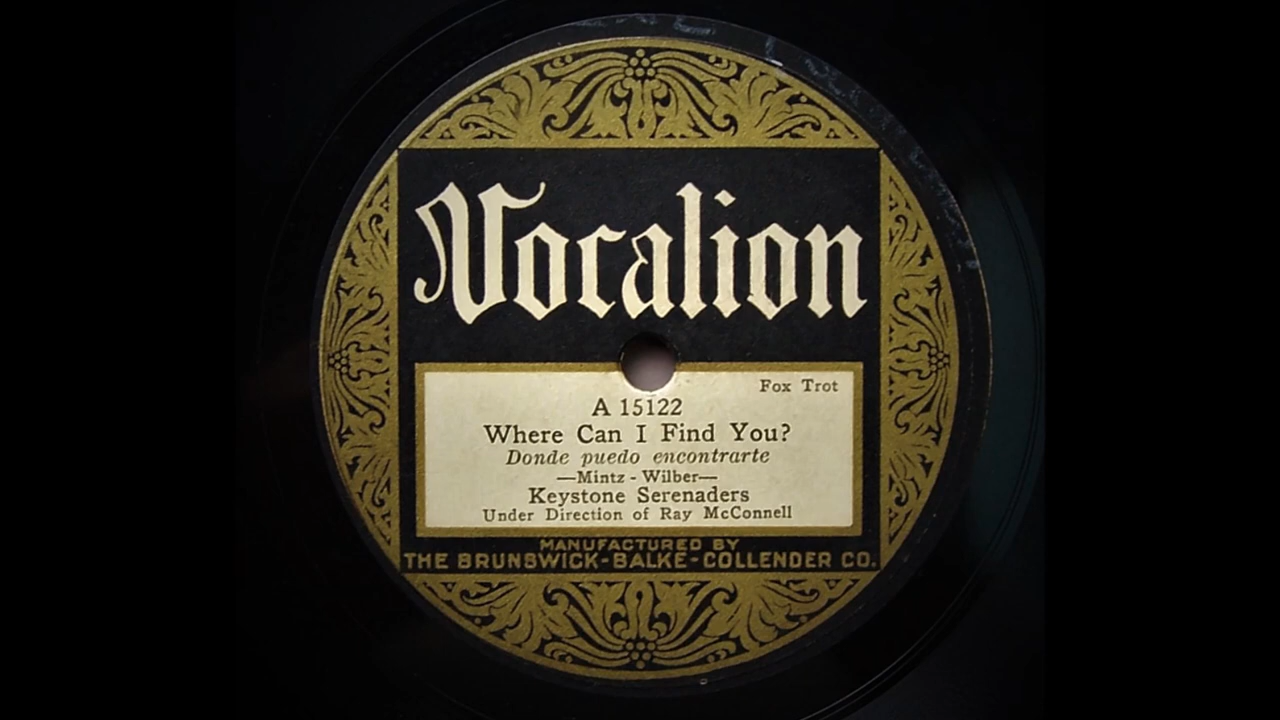 Vocalion
Fox Trot
A 15122
Where Can I Find You?
Donde puedo encontrarte
—Mintz - Wilber—
Keystone Serenaders
Under Direction of Ray McConnell
MANUFACTURED BY
THE BRUNSWICK-BALKE-COLLENDER CO.